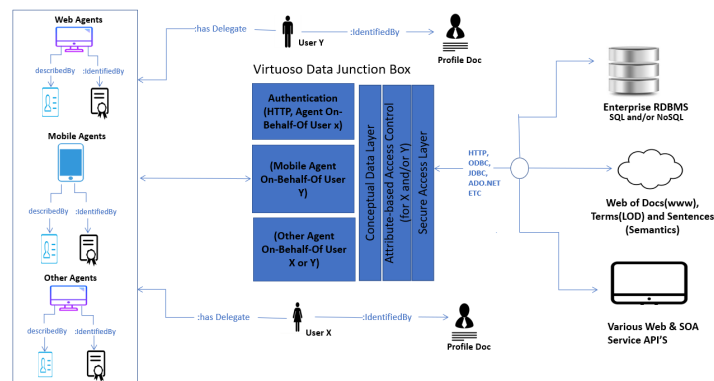 Web Agents
describedBy
:IdentifiedBy
Mobile Agents
describedBy
:IdentifiedBy
Other Agents
describedBy
:IdentifiedBy
:has Delegate
User Y
:IdentifiedBy
Profile Doc
Virtuoso Data Junction Box
Authentication
(HTTP, Agent On-
Behalf-Of User x)
(Mobile Agent
On-Behalf-Of User
Y)
(Other Agent
On-Behalf-Of User
X or Y)
Conceptual Data Layer
Attribute-based Access Control
(for X and/or Y)
Secure Access Layer
HTTP,
ODBC,
JDBC,
ADO.NET
ETC
:has Delegate
User X
:IdentifiedBy
Profile Doc
Enterprise RDBMS
SQL and/or NoSQL
Web of Docs(www),
Terms(LOD) and Sentences
(Semantics)
Various Web & SOA
Service API'S